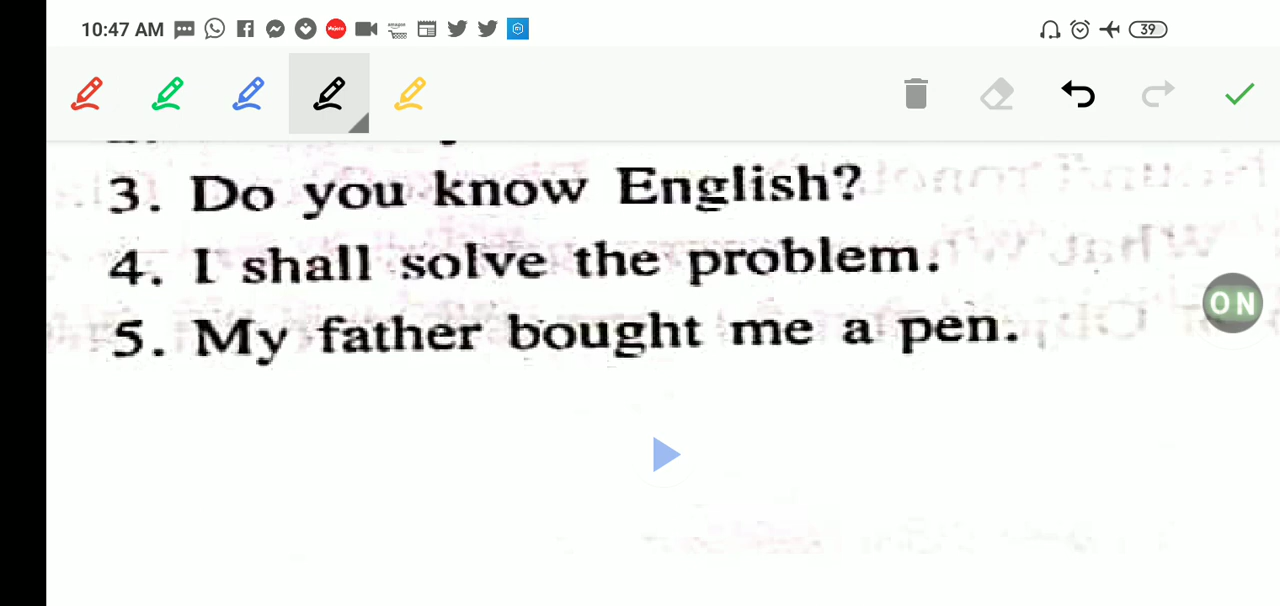 10:47 AM 39
3. Do you know English?
4. I shall solve the problem.
ON
5. My father bought me a pen.